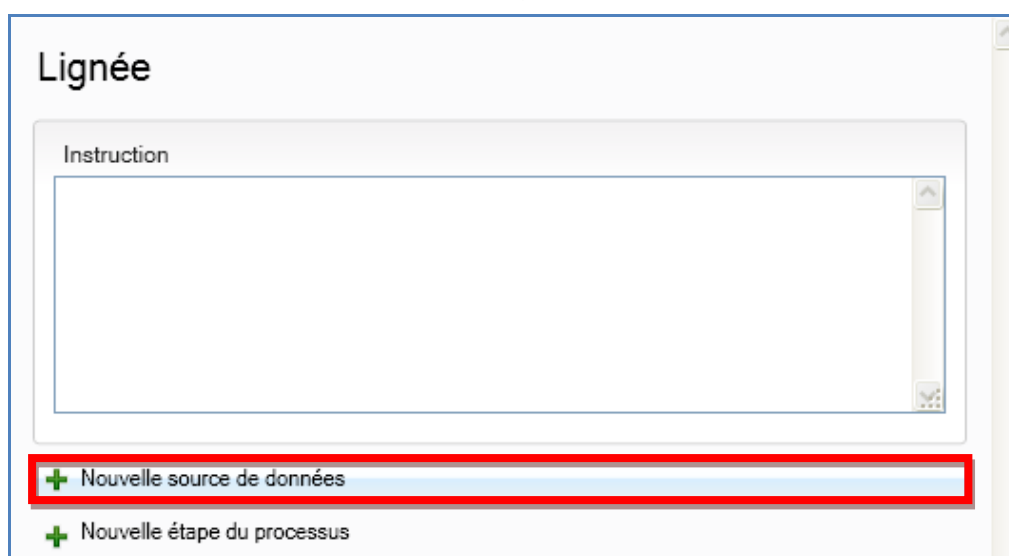 Lignée
Instruction
Nouvelle source de données
Nouvelle étape du processus